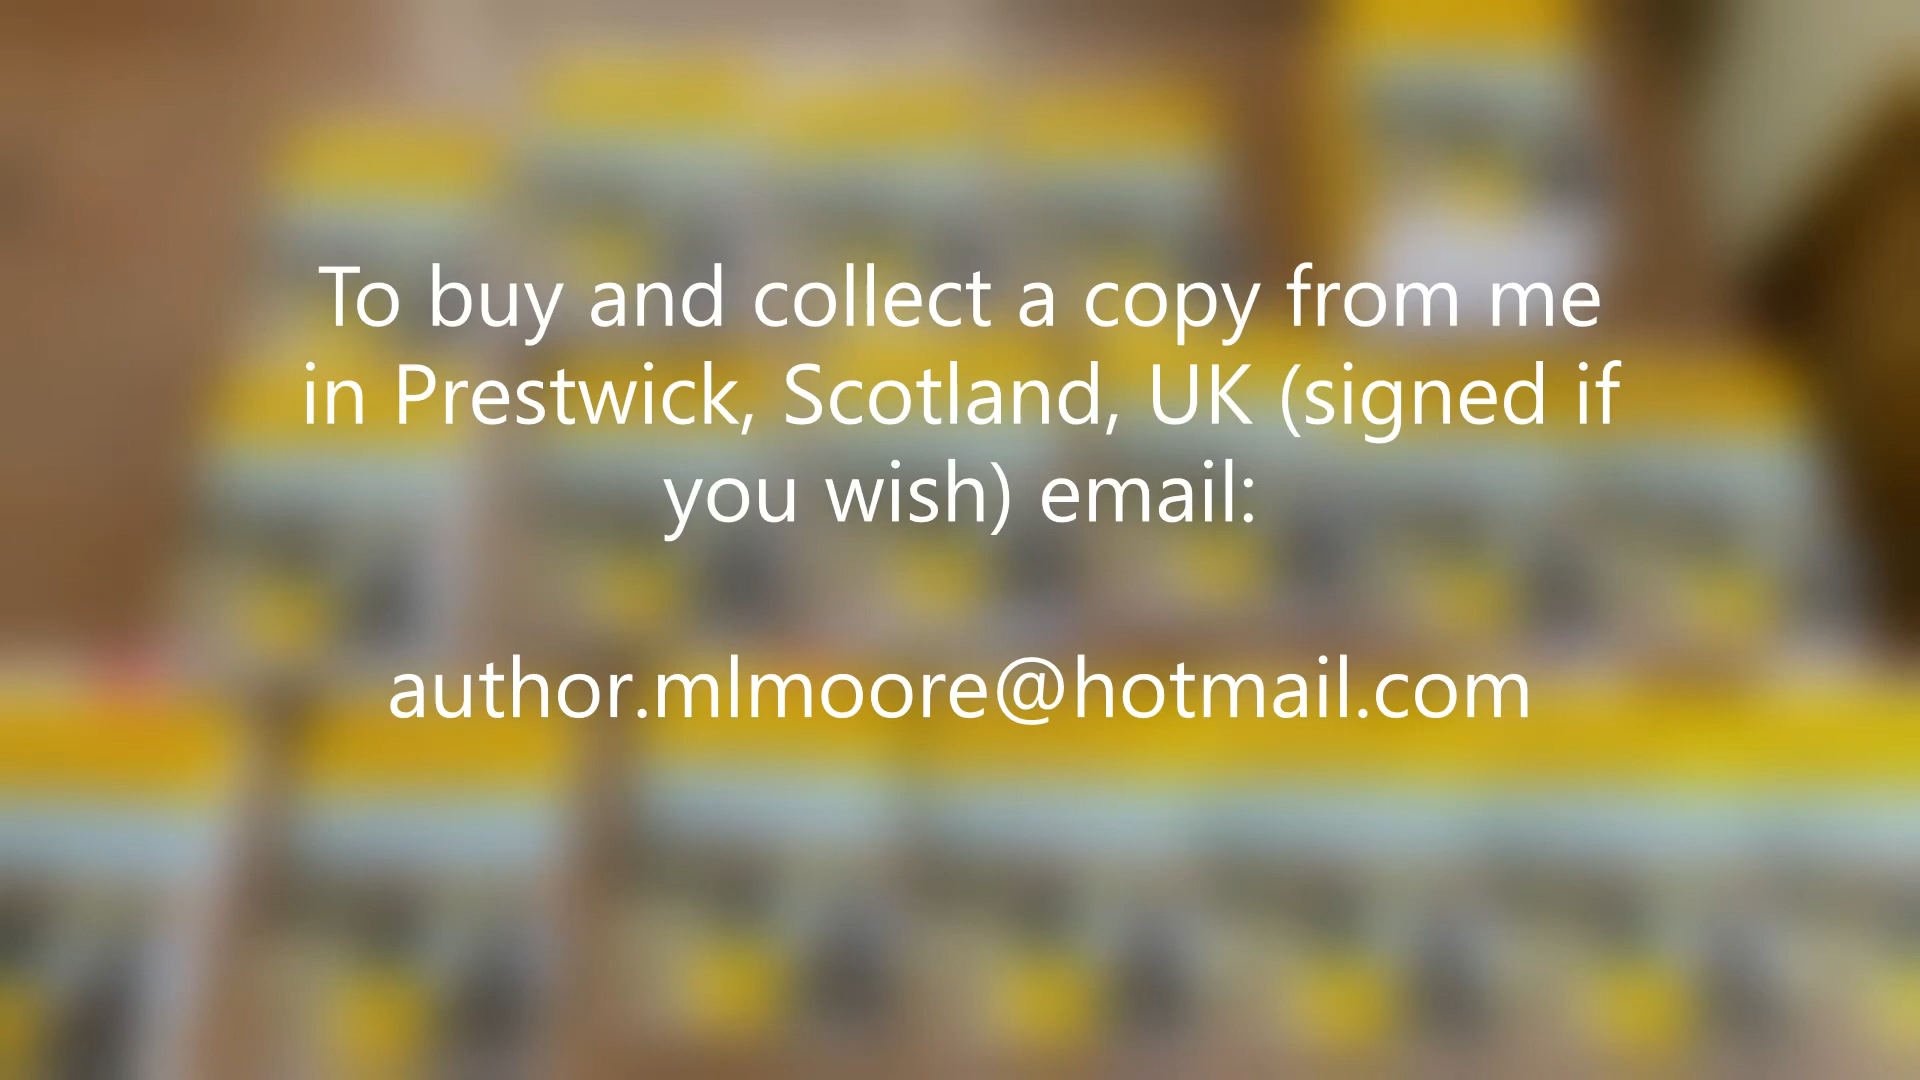 To buy and collect a copy from me
in Prestwick, Scotland, UK (signed if
you wish) email:
author.mlmoore@hotmail.com